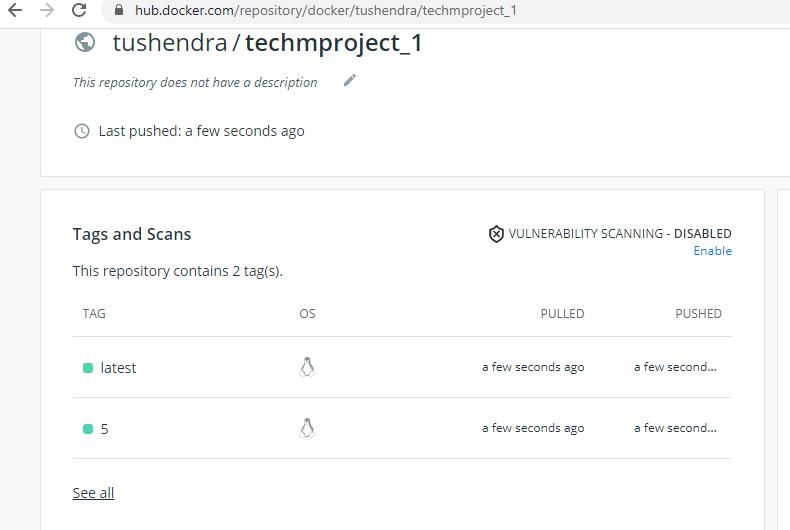 hub.docker.com/repository/docker/tushendra/techmproject_1
tushendra / techmproject_1
This repository does not have a description
Last pushed: a few seconds ago
Tags and Scans
VULNERABILITY SCANNING - DISABLED
Enable
This repository contains 2 tag(s).
TAG OS PULLED PUSHED
latest a few seconds ago a few second...
5 a few seconds ago a few second...
See all